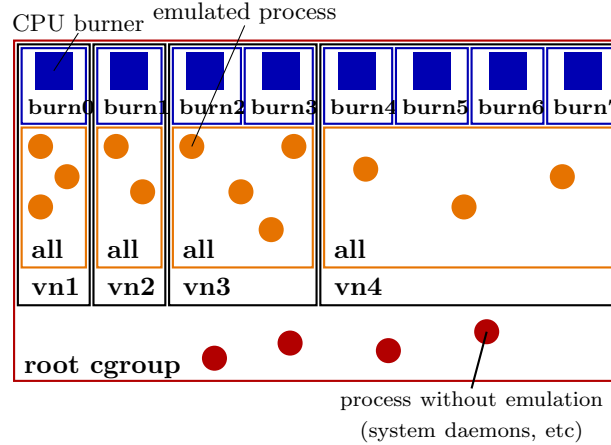 emulated process
CPU burner
burn0 burn1 burn2 burn3 burn4 burn5 burn6 burn7
all all all all
vn1 vn2 vn3 vn4
root cgroup
process without emulation
(system daemons, etc)